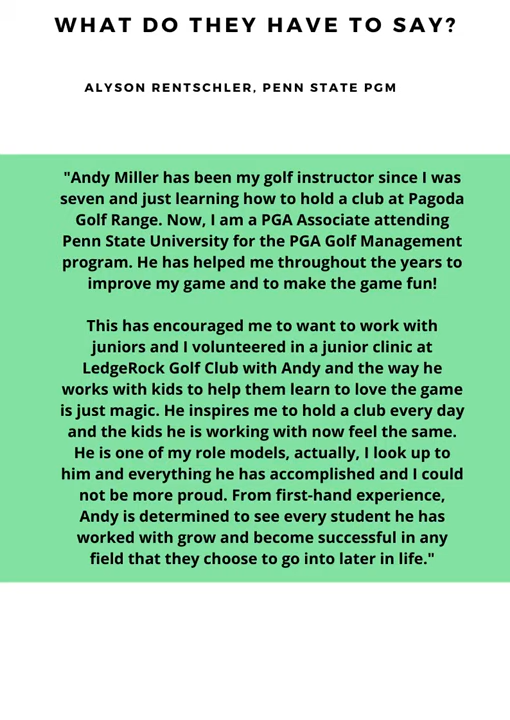 WHAT DO THEY HAVE TO SAY?
ALYSON RENTSCHLER, PENN STATE PGM
"Andy Miller has been my golf instructor since I was
seven and just learning how to hold a club at Pagoda
Golf Range. Now, I am a PGA Associate attending
Penn State University for the PGA Golf Management
program. He has helped me throughout the years to
improve my game and to make the game fun!
This has encouraged me to want to work with
juniors and I volunteered in a junior clinic at
LedgeRock Golf Club with Andy and the way he
works with kids to help them learn to love the game
is just magic. He inspires me to hold a club every day
and the kids he is working with now feel the same.
He is one of my role models, actually, I look up to
him and everything he has accomplished and I could
not be more proud. From first-hand experience,
Andy is determined to see every student he has
worked with grow and become successful in any
field that they choose to go into later in life."